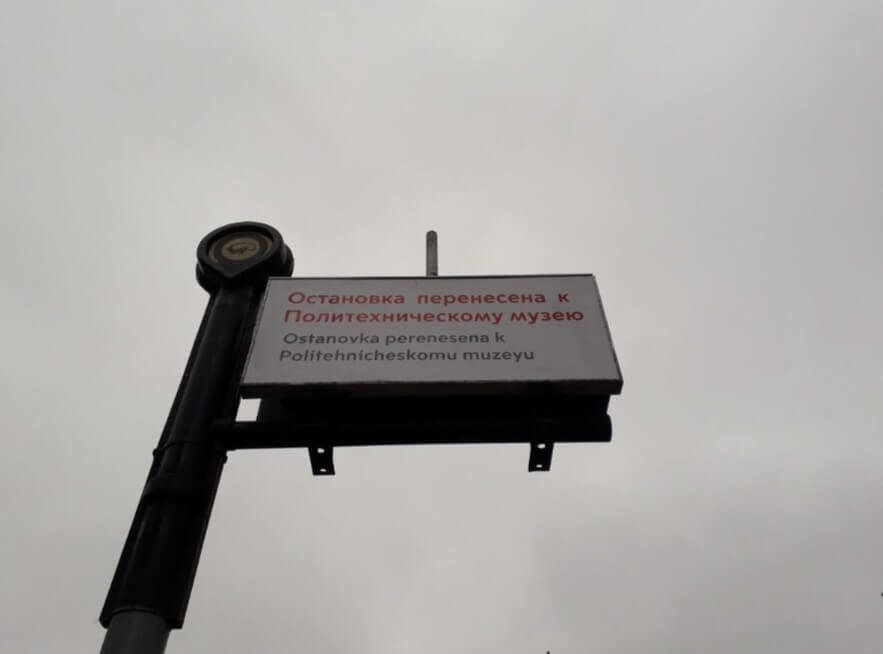 Остановка перенесена к
Политехническому музею
Ostanovka perenesena k
Politehnicheskomu muzeyu